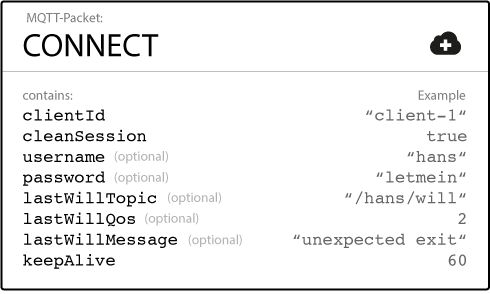 MQTT-Packet:
CONNECT
contains: Example
clientId “client-1“
cleanSession true
username (optional) “hans“
password (optional) “letmein“
lastWillTopic (optional) “/hans/will“
lastWillQos (optional) 2
lastWillMessage (optional) “unexpected exit“
keepAlive 60